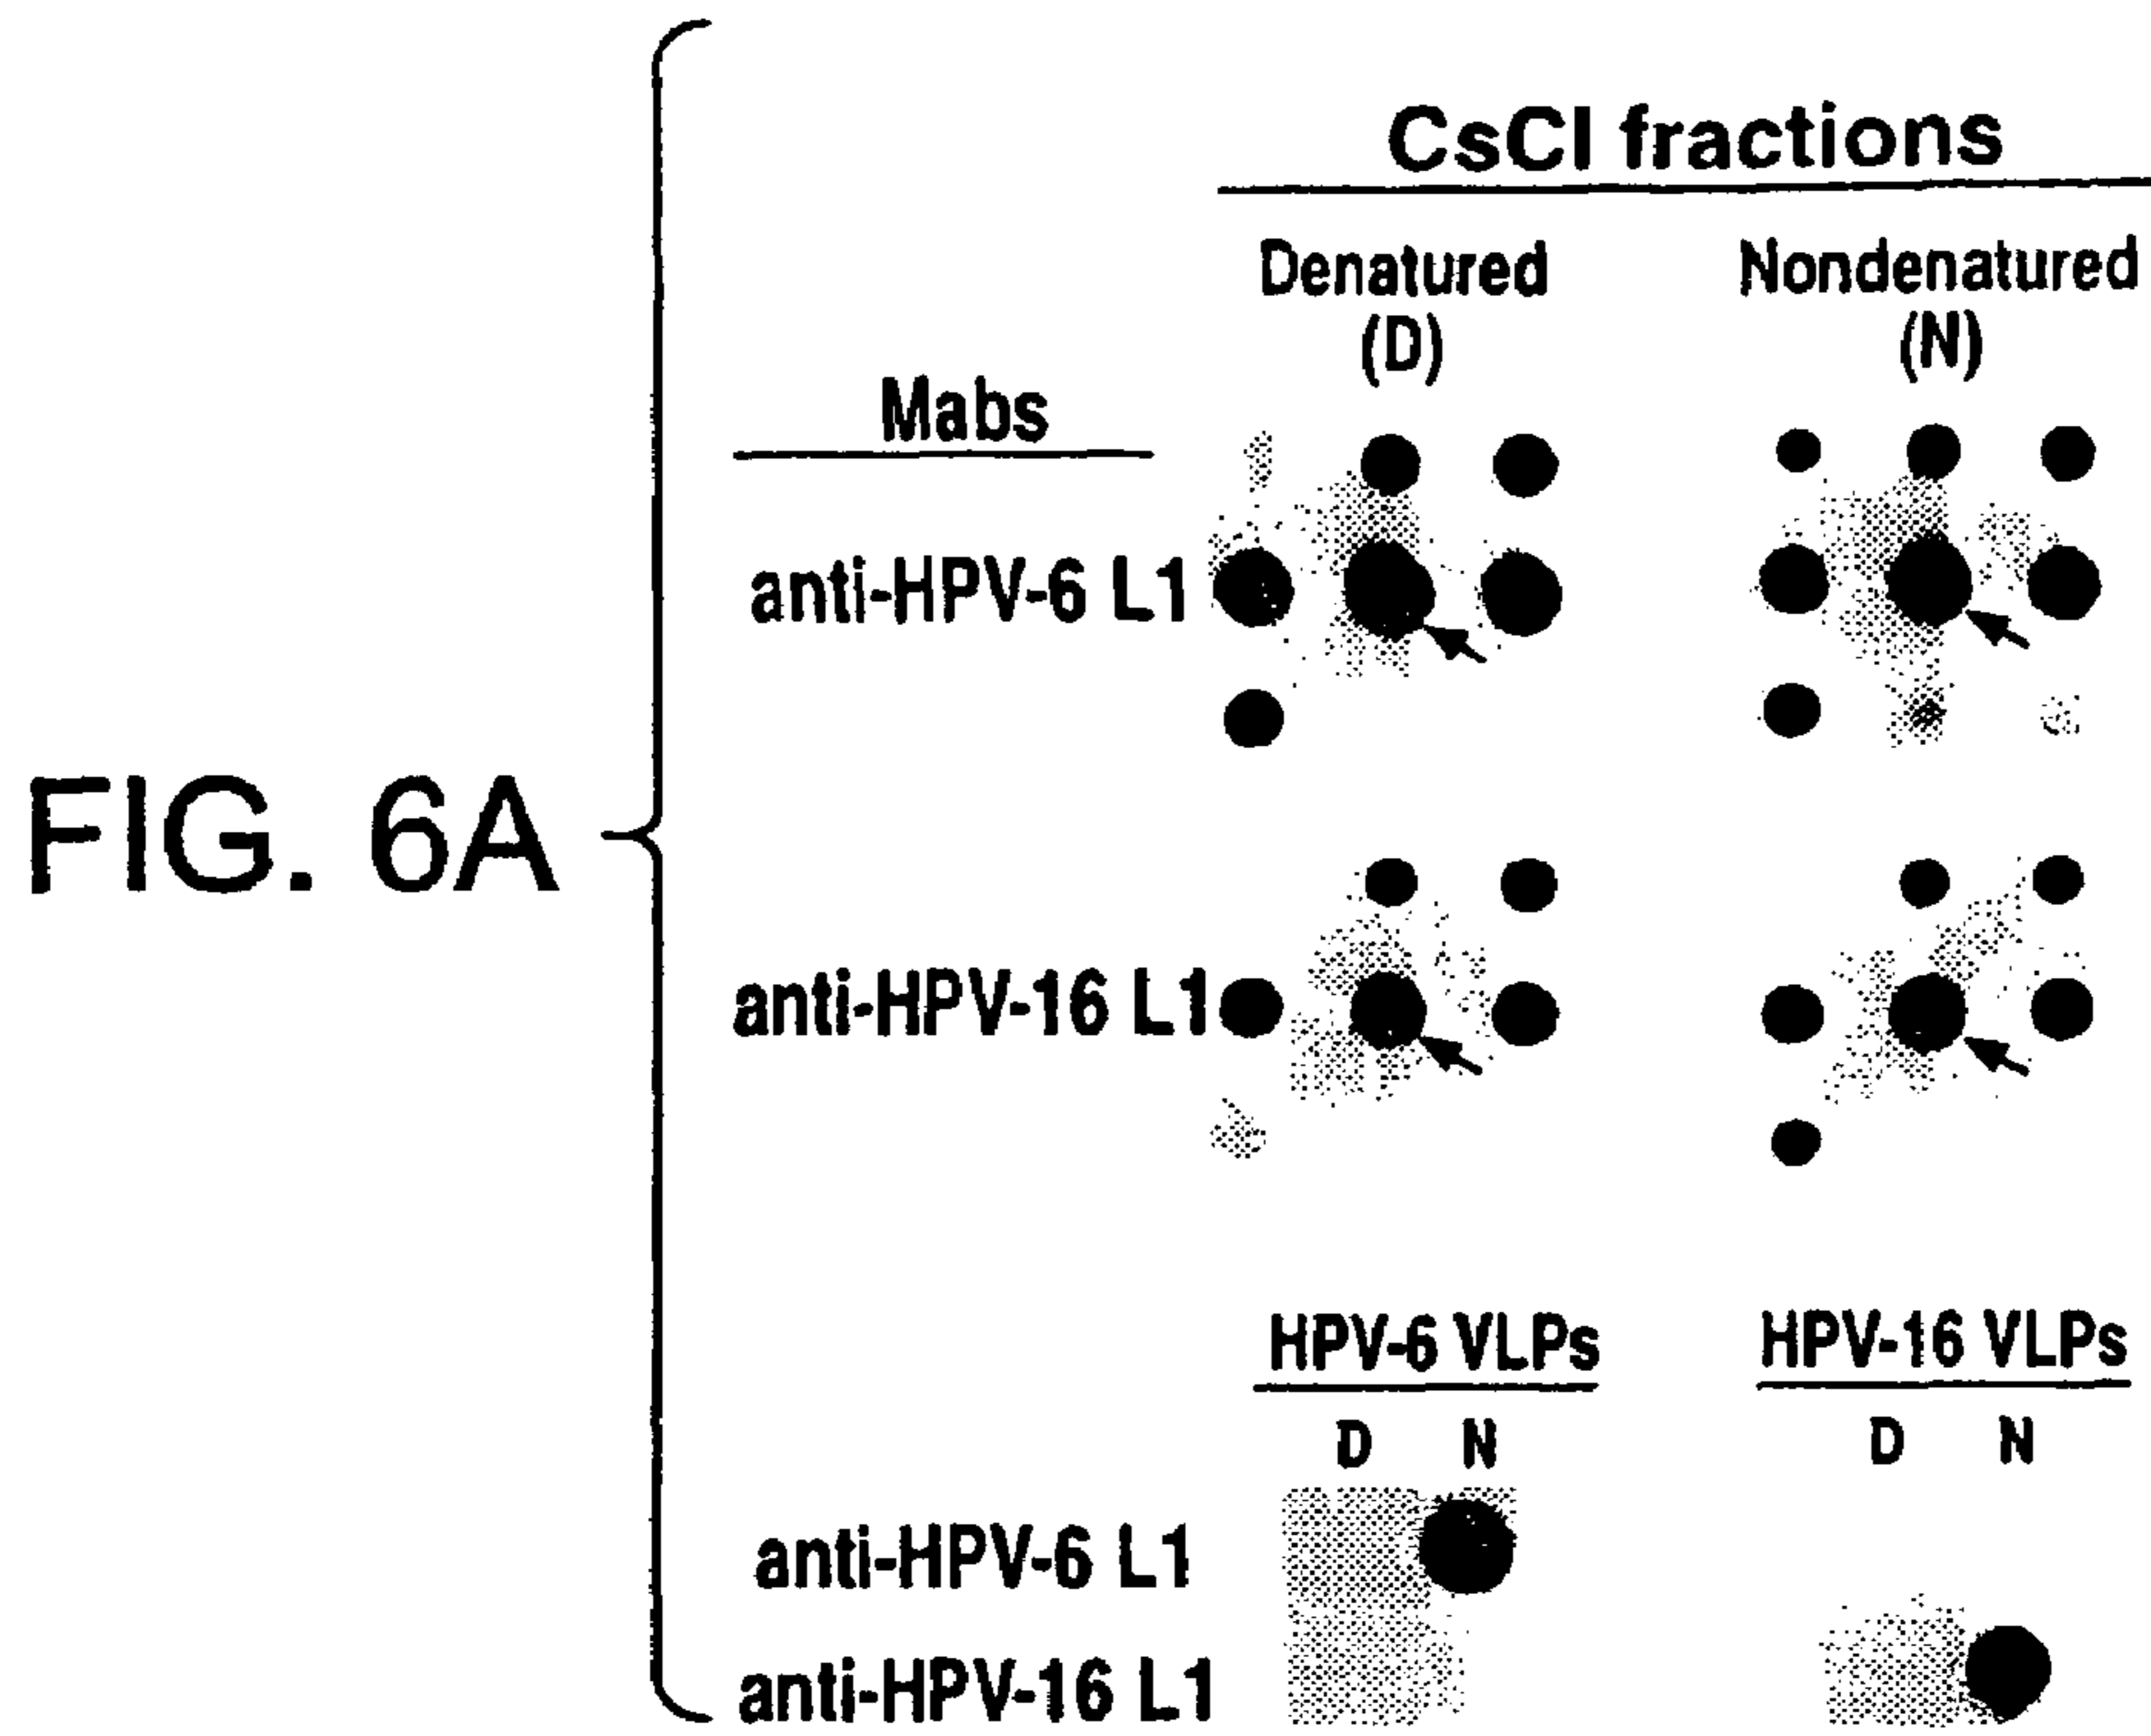 CsCl fractions
Denatured
(D)
Nondenatured
(N)
Mabs
anti-HPV-6 L1
FIG. 6A
anti-HPV-16 L1
HPV-6 VLPs
HPV-16 VLPs
D N
D N
anti-HPV-6 L1
anti-HPV-16 L1